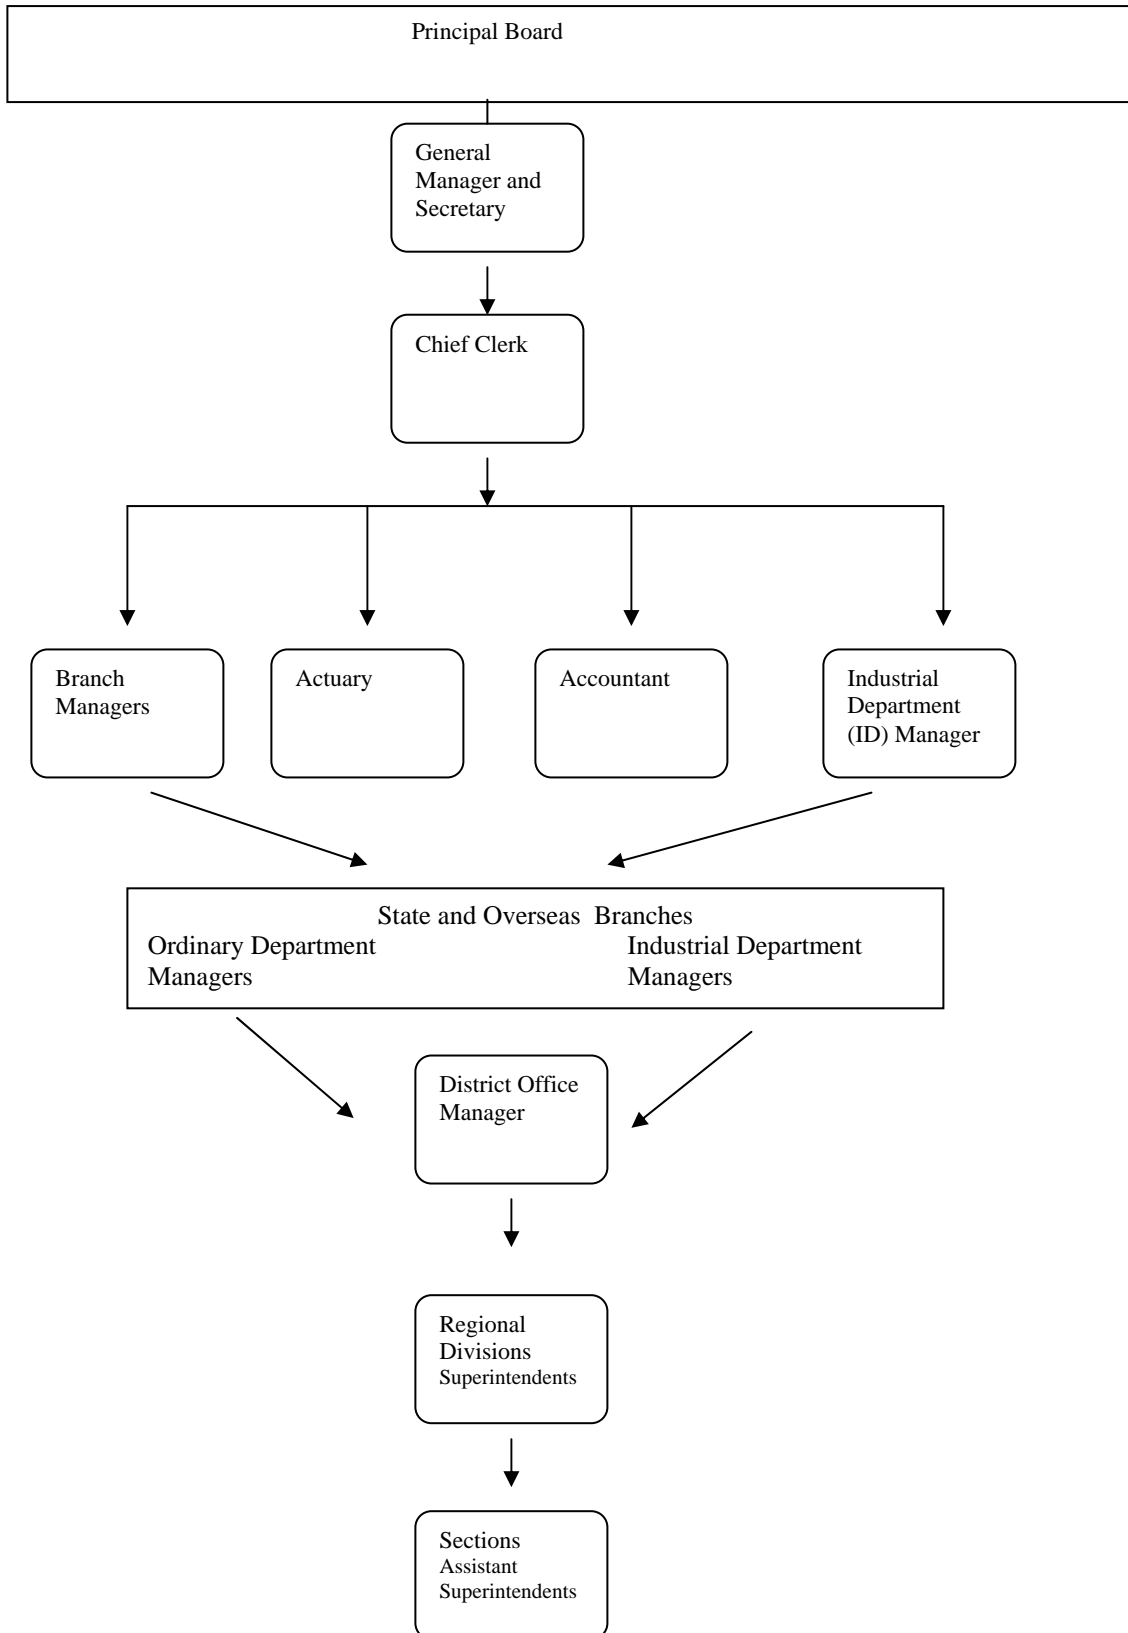 Principal Board
General
Manager and
Secretary
Chief Clerk
Branch
Managers
Actuary
Accountant
Industrial
Department
(ID) Manager
State and Overseas  Branches
Ordinary Department
Managers
Industrial Department
Managers
District Office
Manager
Regional
Divisions
Superintendents
Sections
Assistant
Superintendents